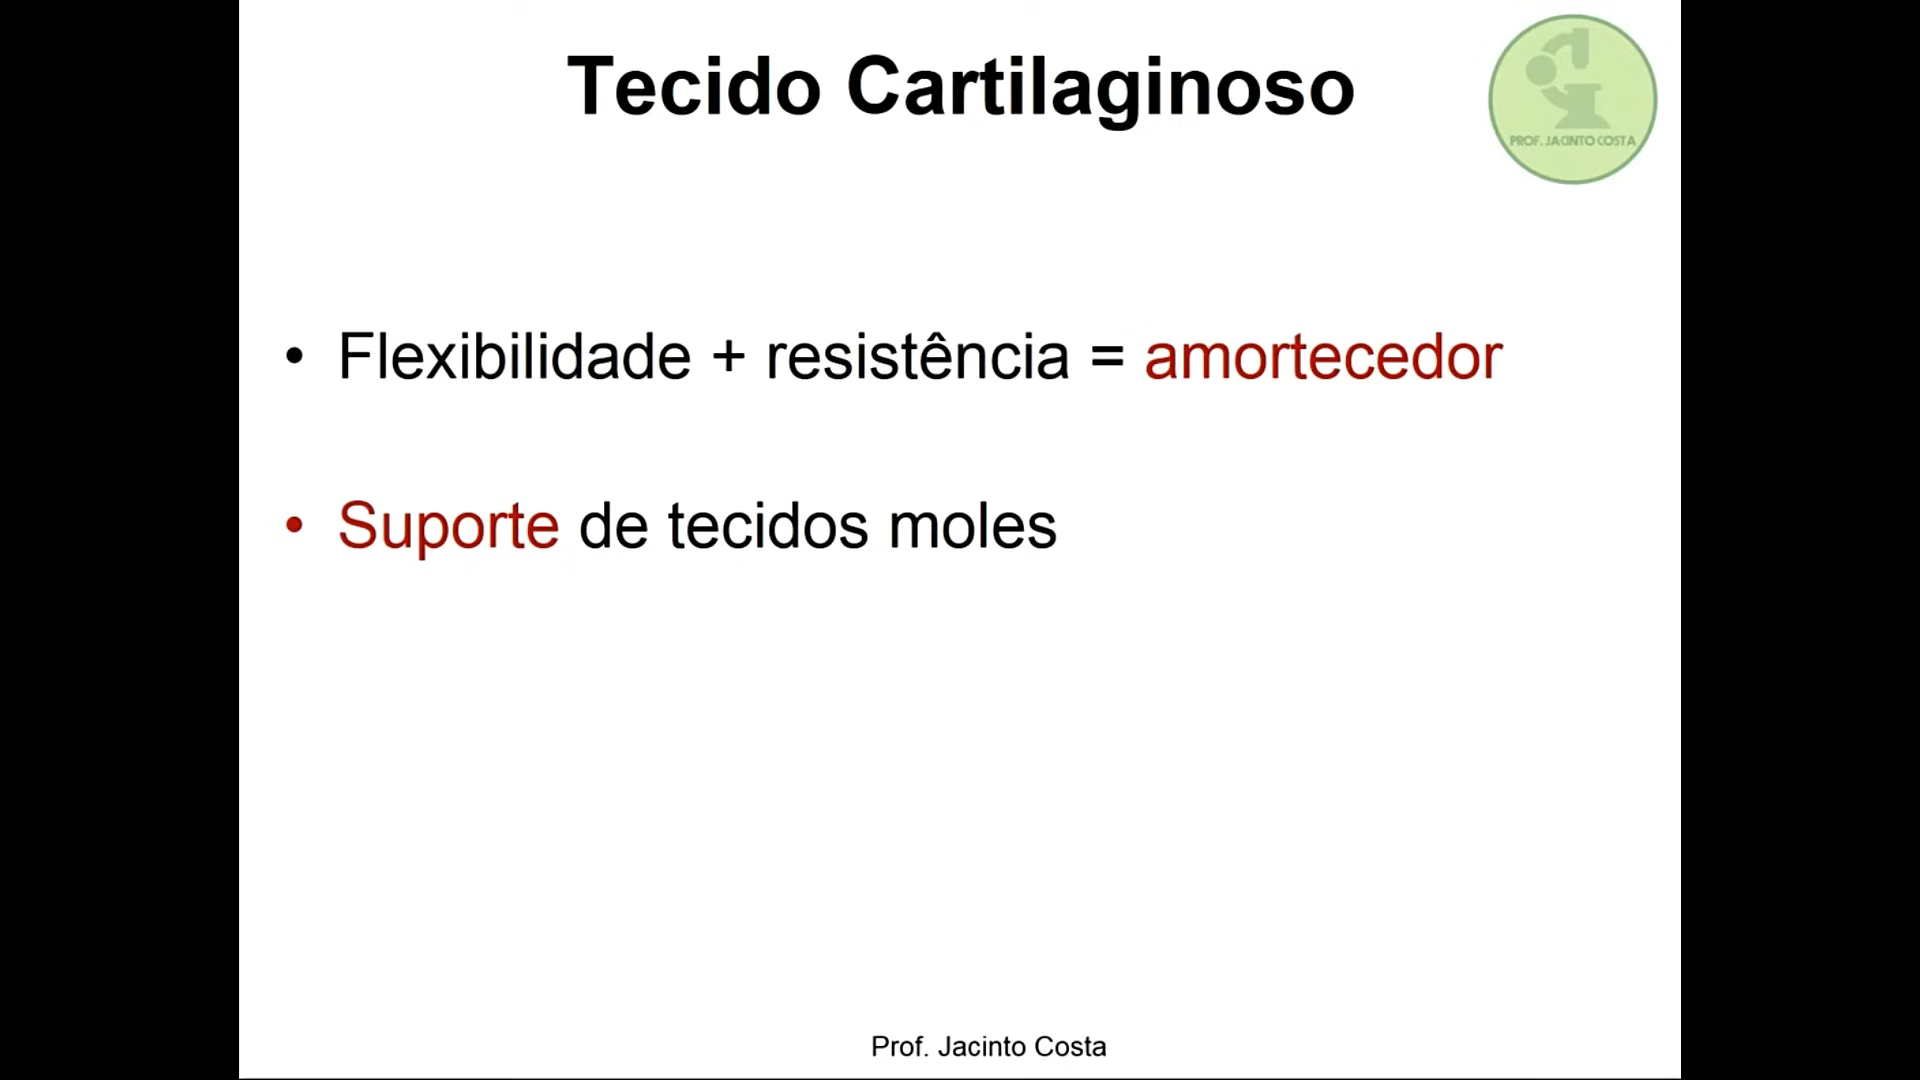 Tecido Cartilaginoso
PROF. JACINTO COSTA
• Flexibilidade + resistência = amortecedor
• Suporte de tecidos moles
Prof. Jacinto Costa